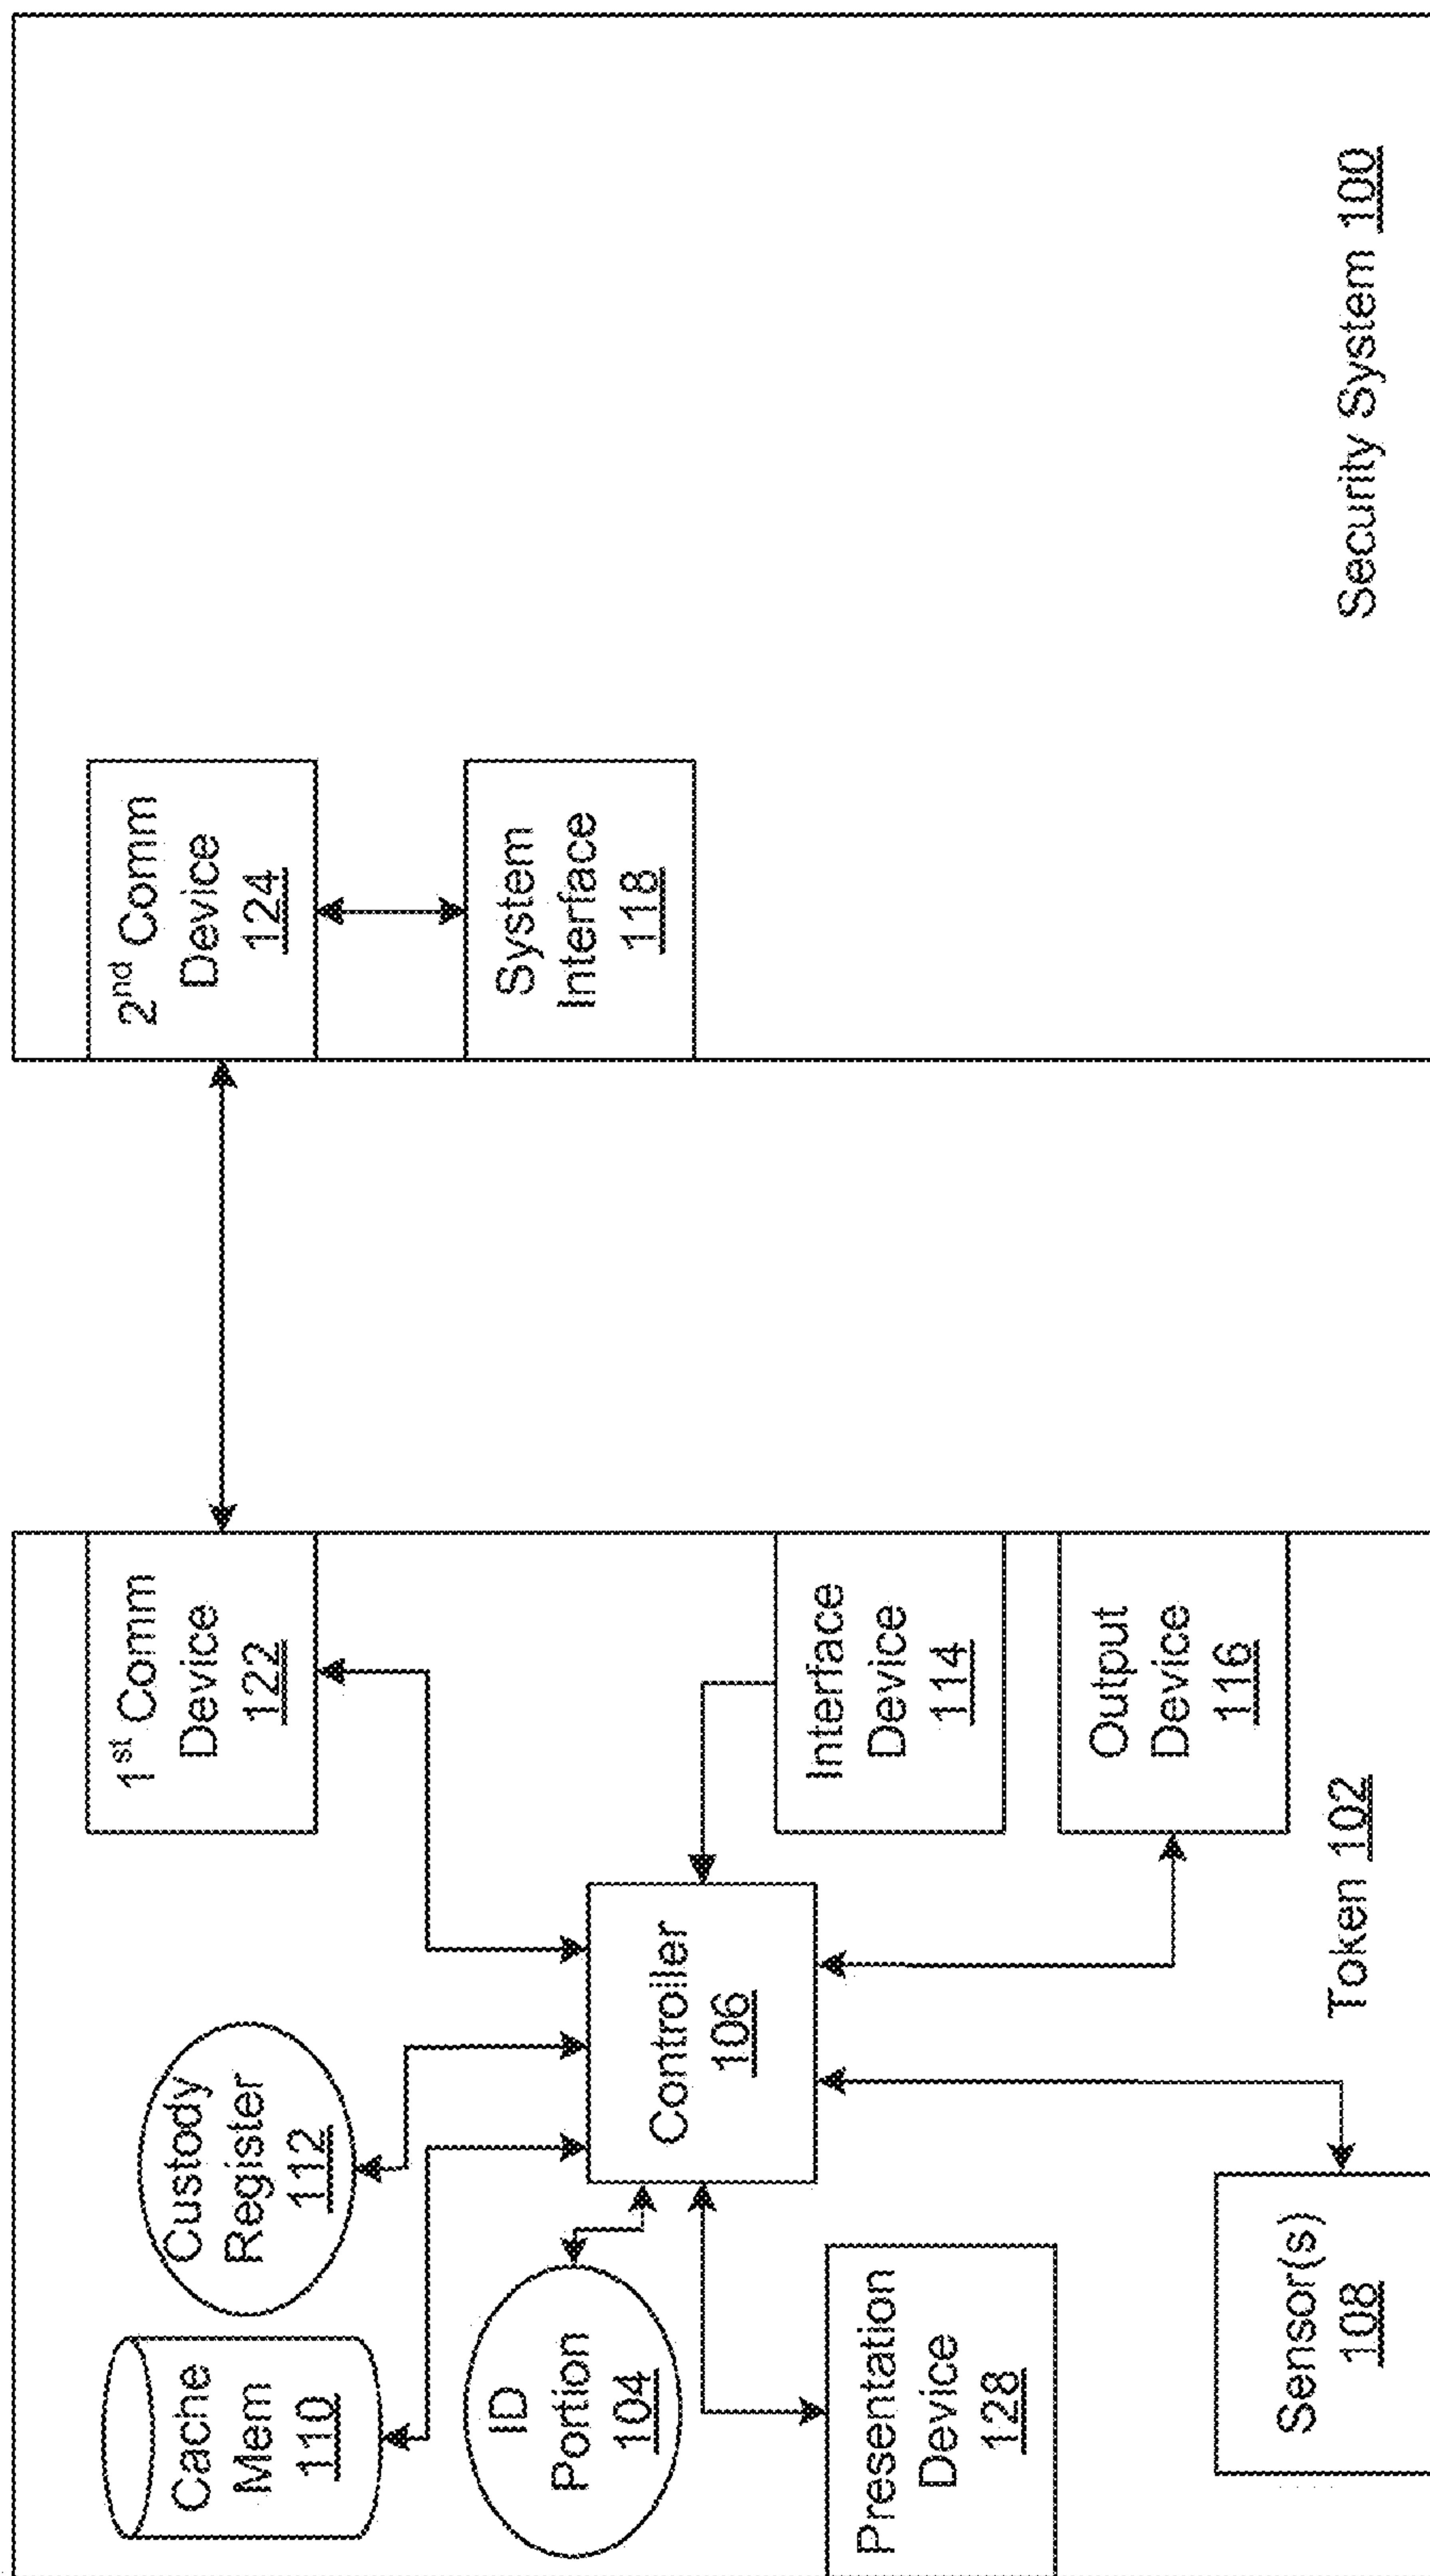 Cache
Mem
110
Custody
Register
112
1st Comm
Device
122
2nd Comm
Device
124
ID
Portion
104
Controller
106
System
Interface
118
Presentation
Device
128
Interface
Device
114
Output
Device
116
Sensor(s)
108
Token 102
Security System 100